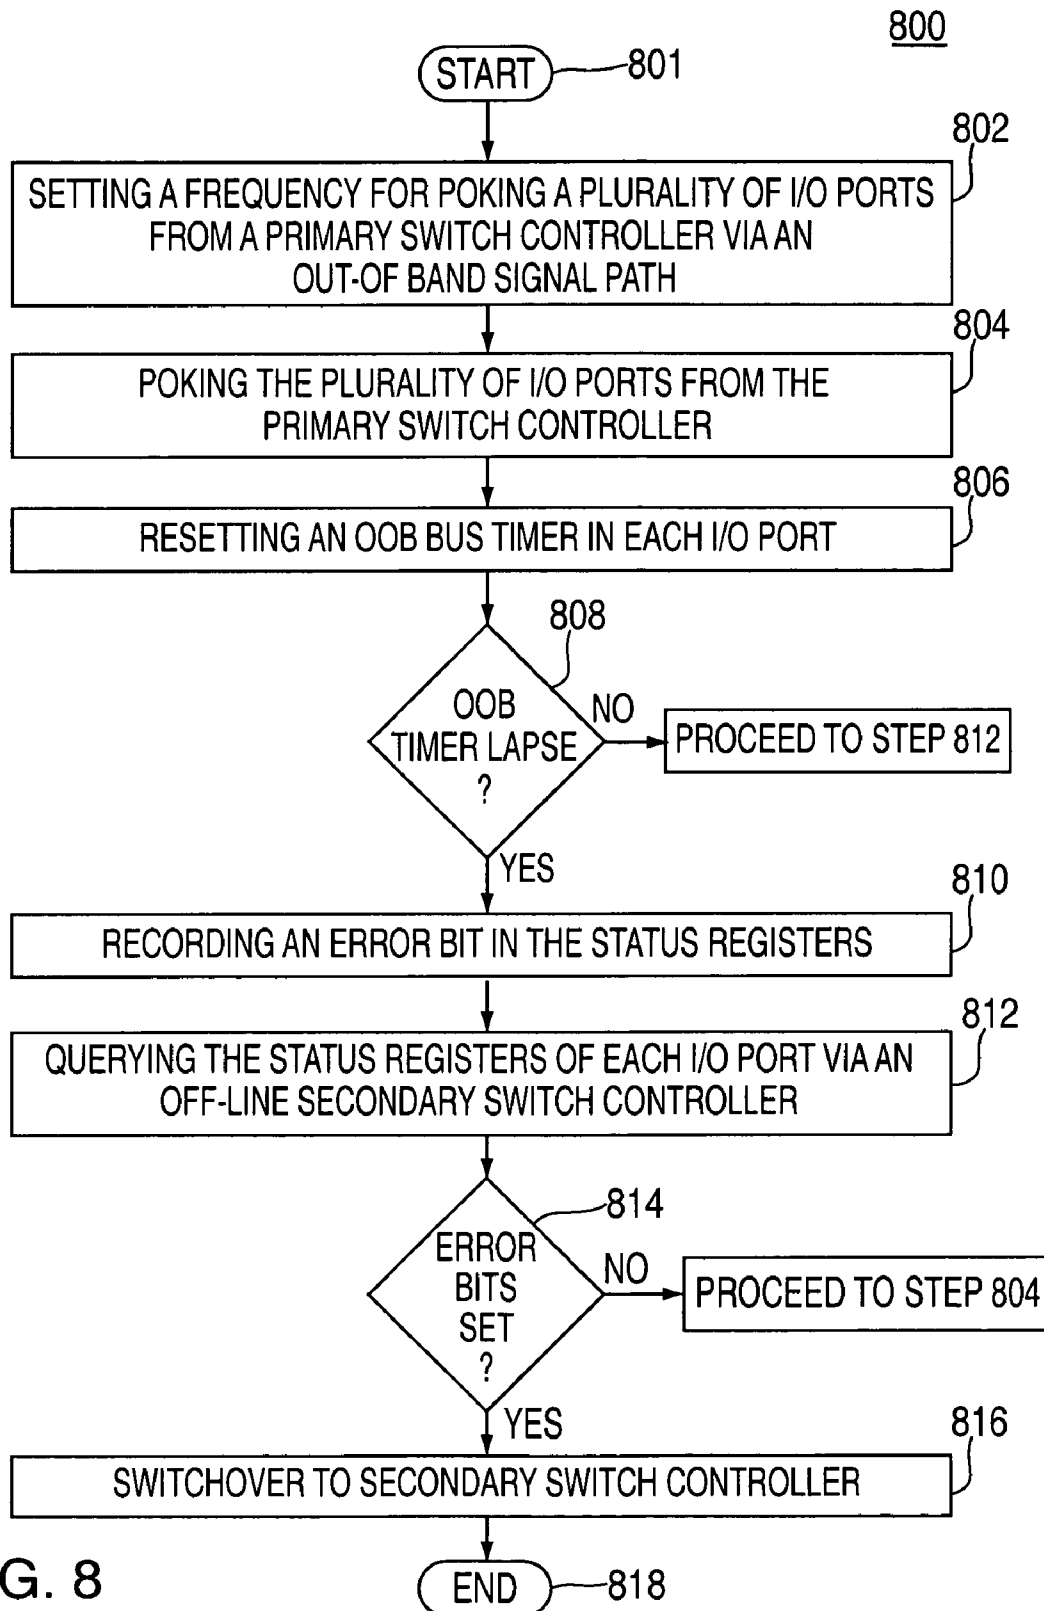 800
START
801
802
SETTING A FREQUENCY FOR POKING A PLURALITY OF I/O PORTS
FROM A PRIMARY SWITCH CONTROLLER VIA AN
OUT-OF BAND SIGNAL PATH
804
POKING THE PLURALITY OF I/O PORTS FROM THE
PRIMARY SWITCH CONTROLLER
806
RESETTING AN OOB BUS TIMER IN EACH I/O PORT
808
OOB
TIMER LAPSE
?
NO
PROCEED TO STEP 812
YES
810
RECORDING AN ERROR BIT IN THE STATUS REGISTERS
812
QUERYING THE STATUS REGISTERS OF EACH I/O PORT VIA AN
OFF-LINE SECONDARY SWITCH CONTROLLER
814
ERROR
BITS
SET
?
NO
PROCEED TO STEP 804
YES
816
SWITCHOVER TO SECONDARY SWITCH CONTROLLER
G. 8
END
818